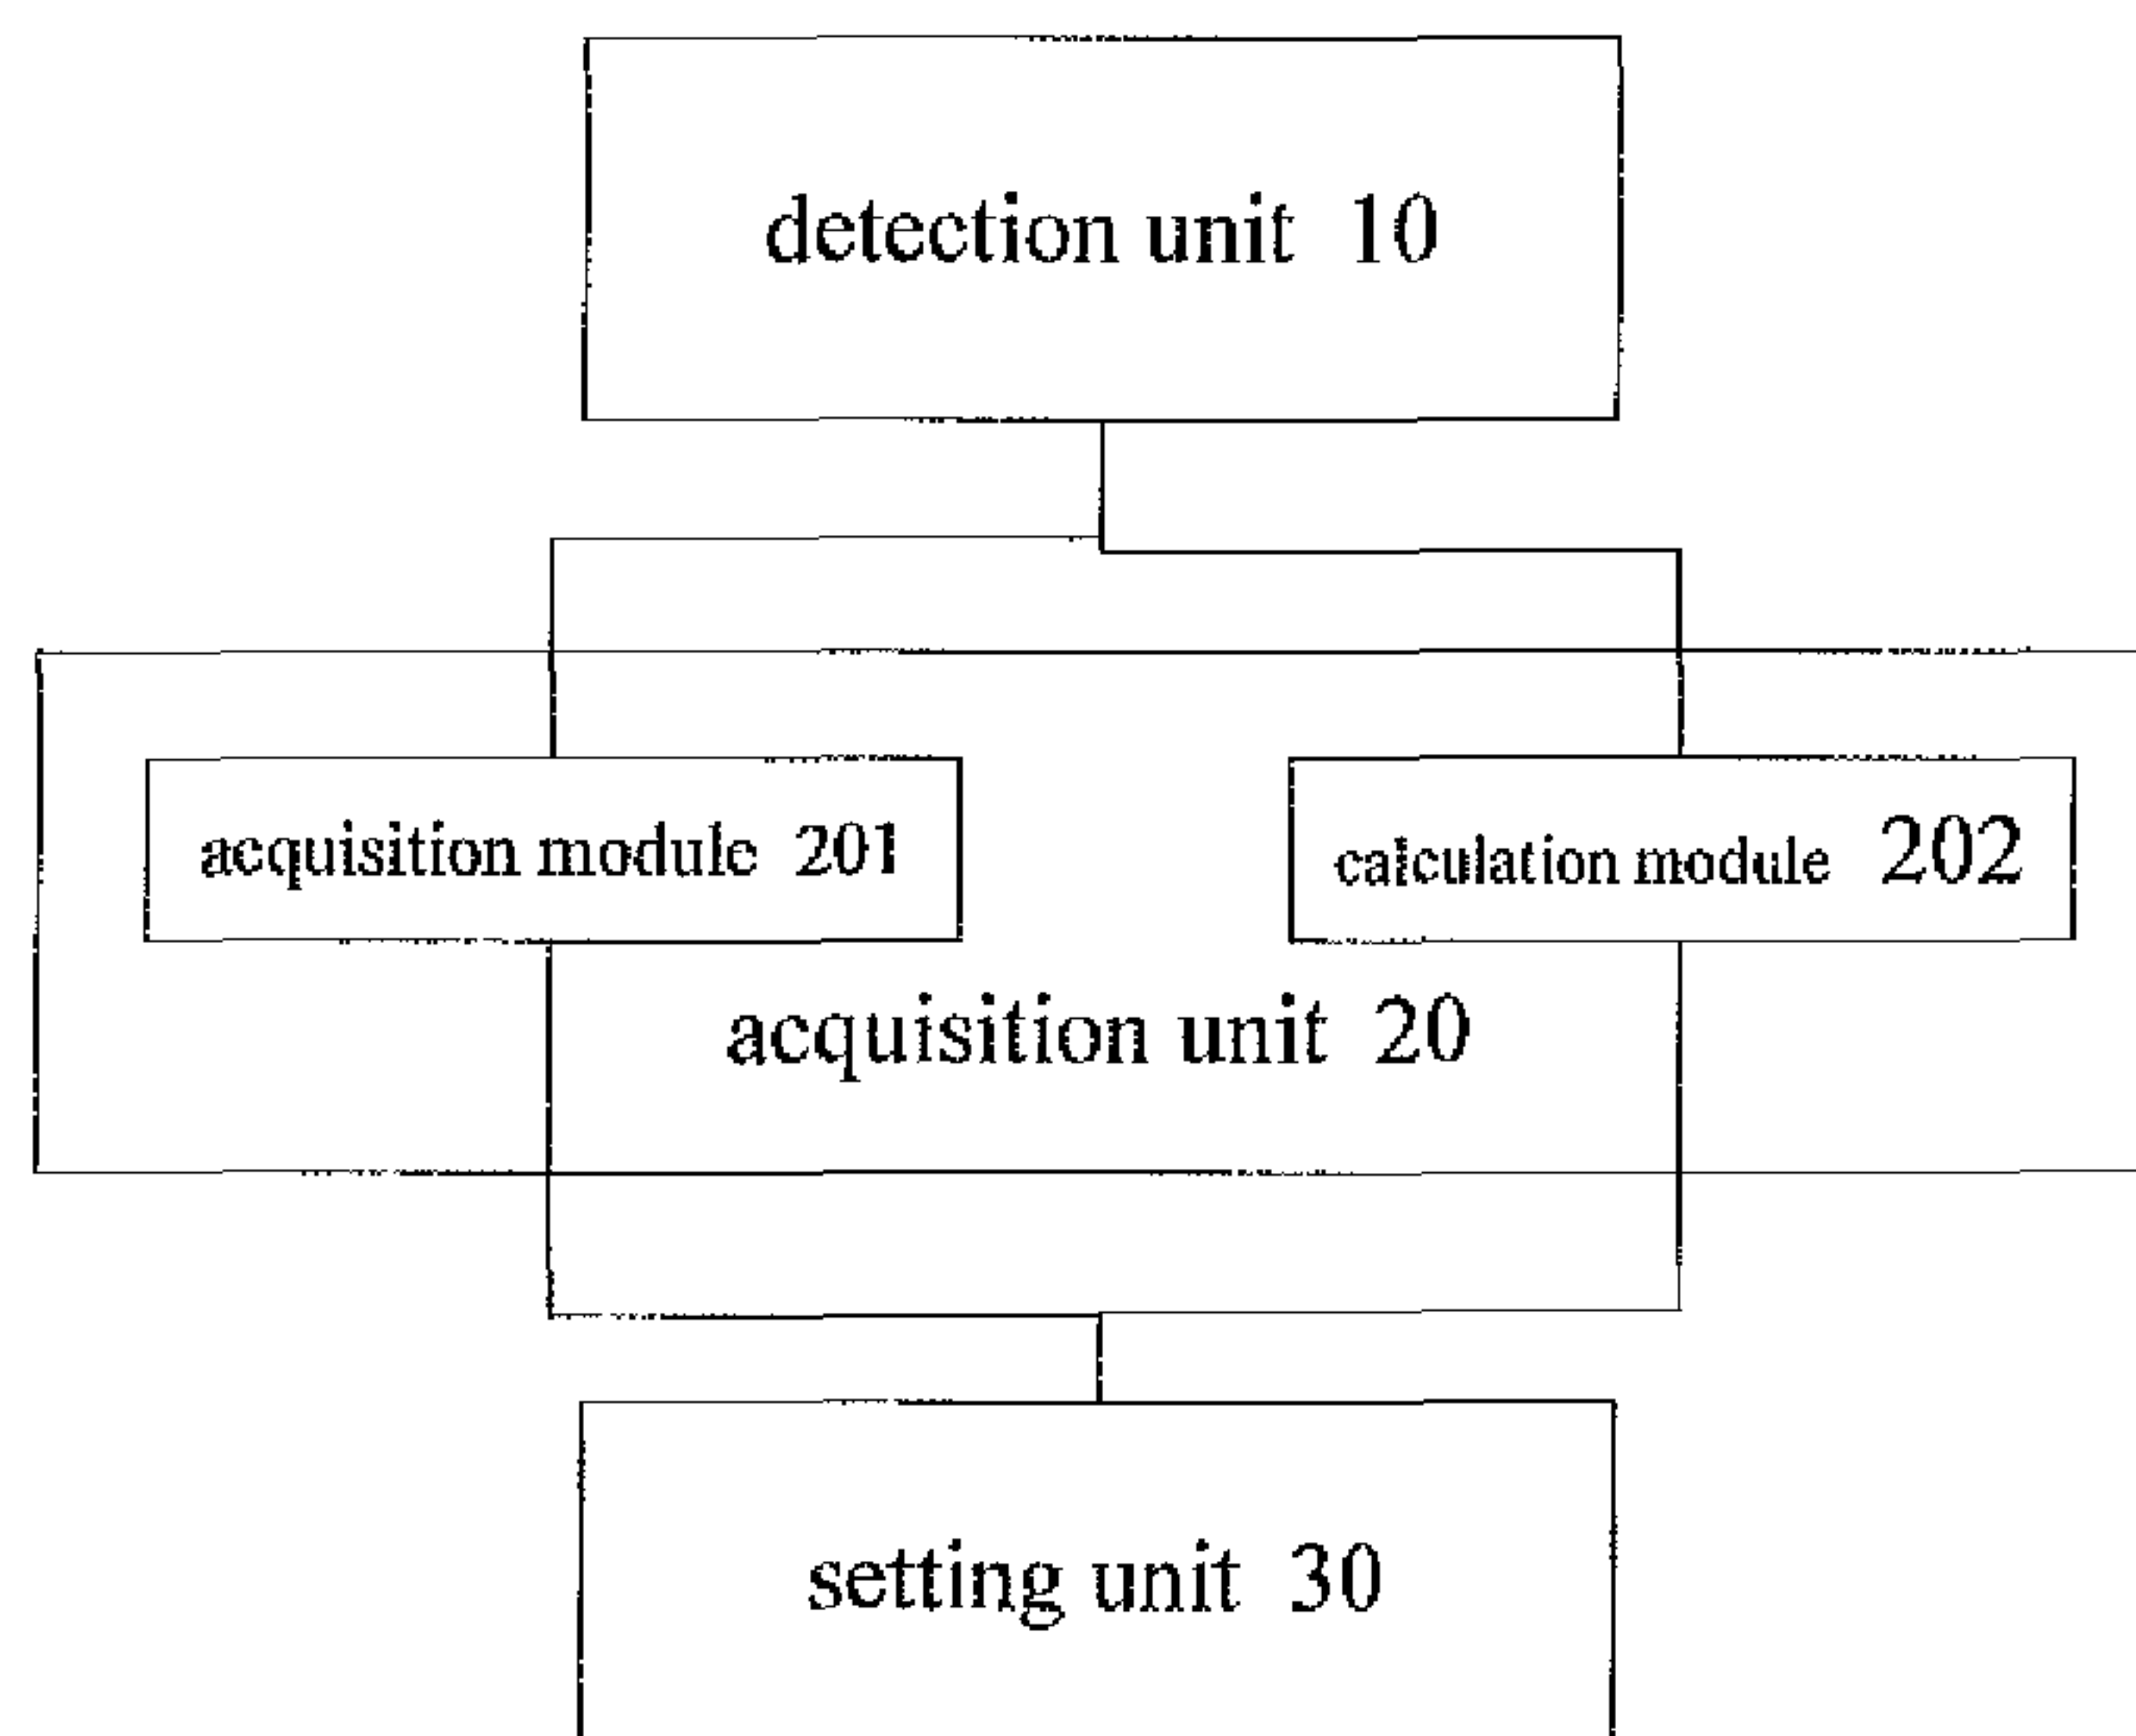 detection unit 10
acquisition module 201
calculation module 202
acquisition unit 20
setting unit 30